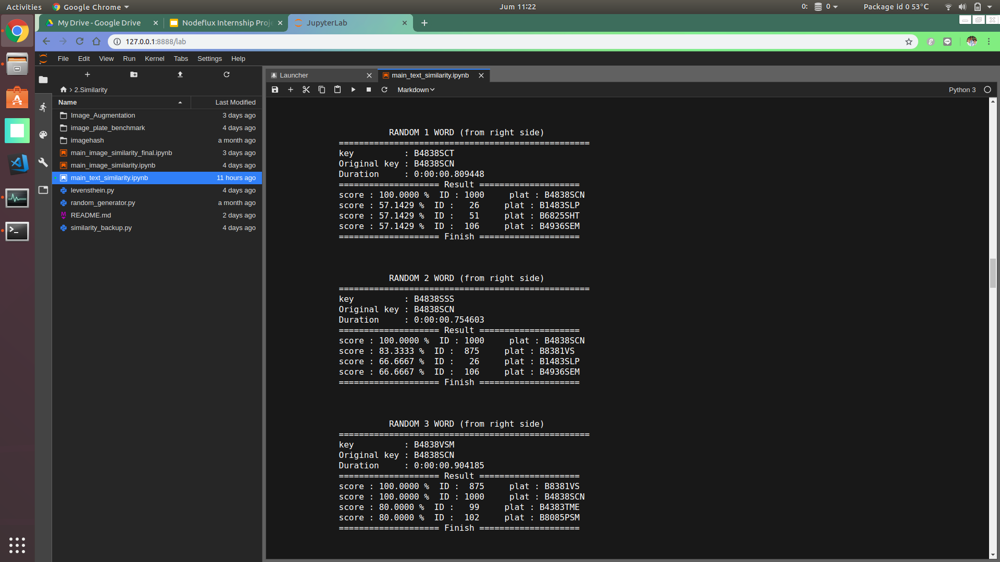 Activities Google Chrome Jum 11:22 0: 0 Package id 0 53°C
My Drive - Google Drive Nodeflux Internship Proje JupyterLab
127.0.0.1:8888/lab
File Edit View Run Kernel Tabs Settings Help
Launcher main_text_similarity.ipynb
2.Similarity
Markdown Python 3
Name Last Modified
Image_Augmentation 3 days ago
image_plate_benchmark 4 days ago
imagehash a month ago
main_image_similarity_final.ipynb 3 days ago
main_image_similarity.ipynb 4 days ago
main_text_similarity.ipynb 11 hours ago
levensthein.py 4 days ago
random_generator.py a month ago
README.md 2 days ago
similarity_backup.py 4 days ago
RANDOM 1 WORD (from right side)
==================================================
key : B4838SCT
Original key : B4838SCN
Duration : 0:00:00.809448
==================== Result ====================
score : 100.0000 % ID : 1000 plat : B4838SCN
score : 57.1429 % ID : 26 plat : B1483SLP
score : 57.1429 % ID : 51 plat : B6825SHT
score : 57.1429 % ID : 106 plat : B4936SEM
==================== Finish ====================
RANDOM 2 WORD (from right side)
==================================================
key : B4838SSS
Original key : B4838SCN
Duration : 0:00:00.754603
==================== Result ====================
score : 100.0000 % ID : 1000 plat : B4838SCN
score : 83.3333 % ID : 875 plat : B8381VS
score : 66.6667 % ID : 26 plat : B1483SLP
score : 66.6667 % ID : 106 plat : B4936SEM
==================== Finish ====================
RANDOM 3 WORD (from right side)
==================================================
key : B4838VSM
Original key : B4838SCN
Duration : 0:00:00.904185
==================== Result ====================
score : 100.0000 % ID : 875 plat : B8381VS
score : 100.0000 % ID : 1000 plat : B4838SCN
score : 80.0000 % ID : 99 plat : B4383TME
score : 80.0000 % ID : 102 plat : B8085PSM
==================== Finish ====================